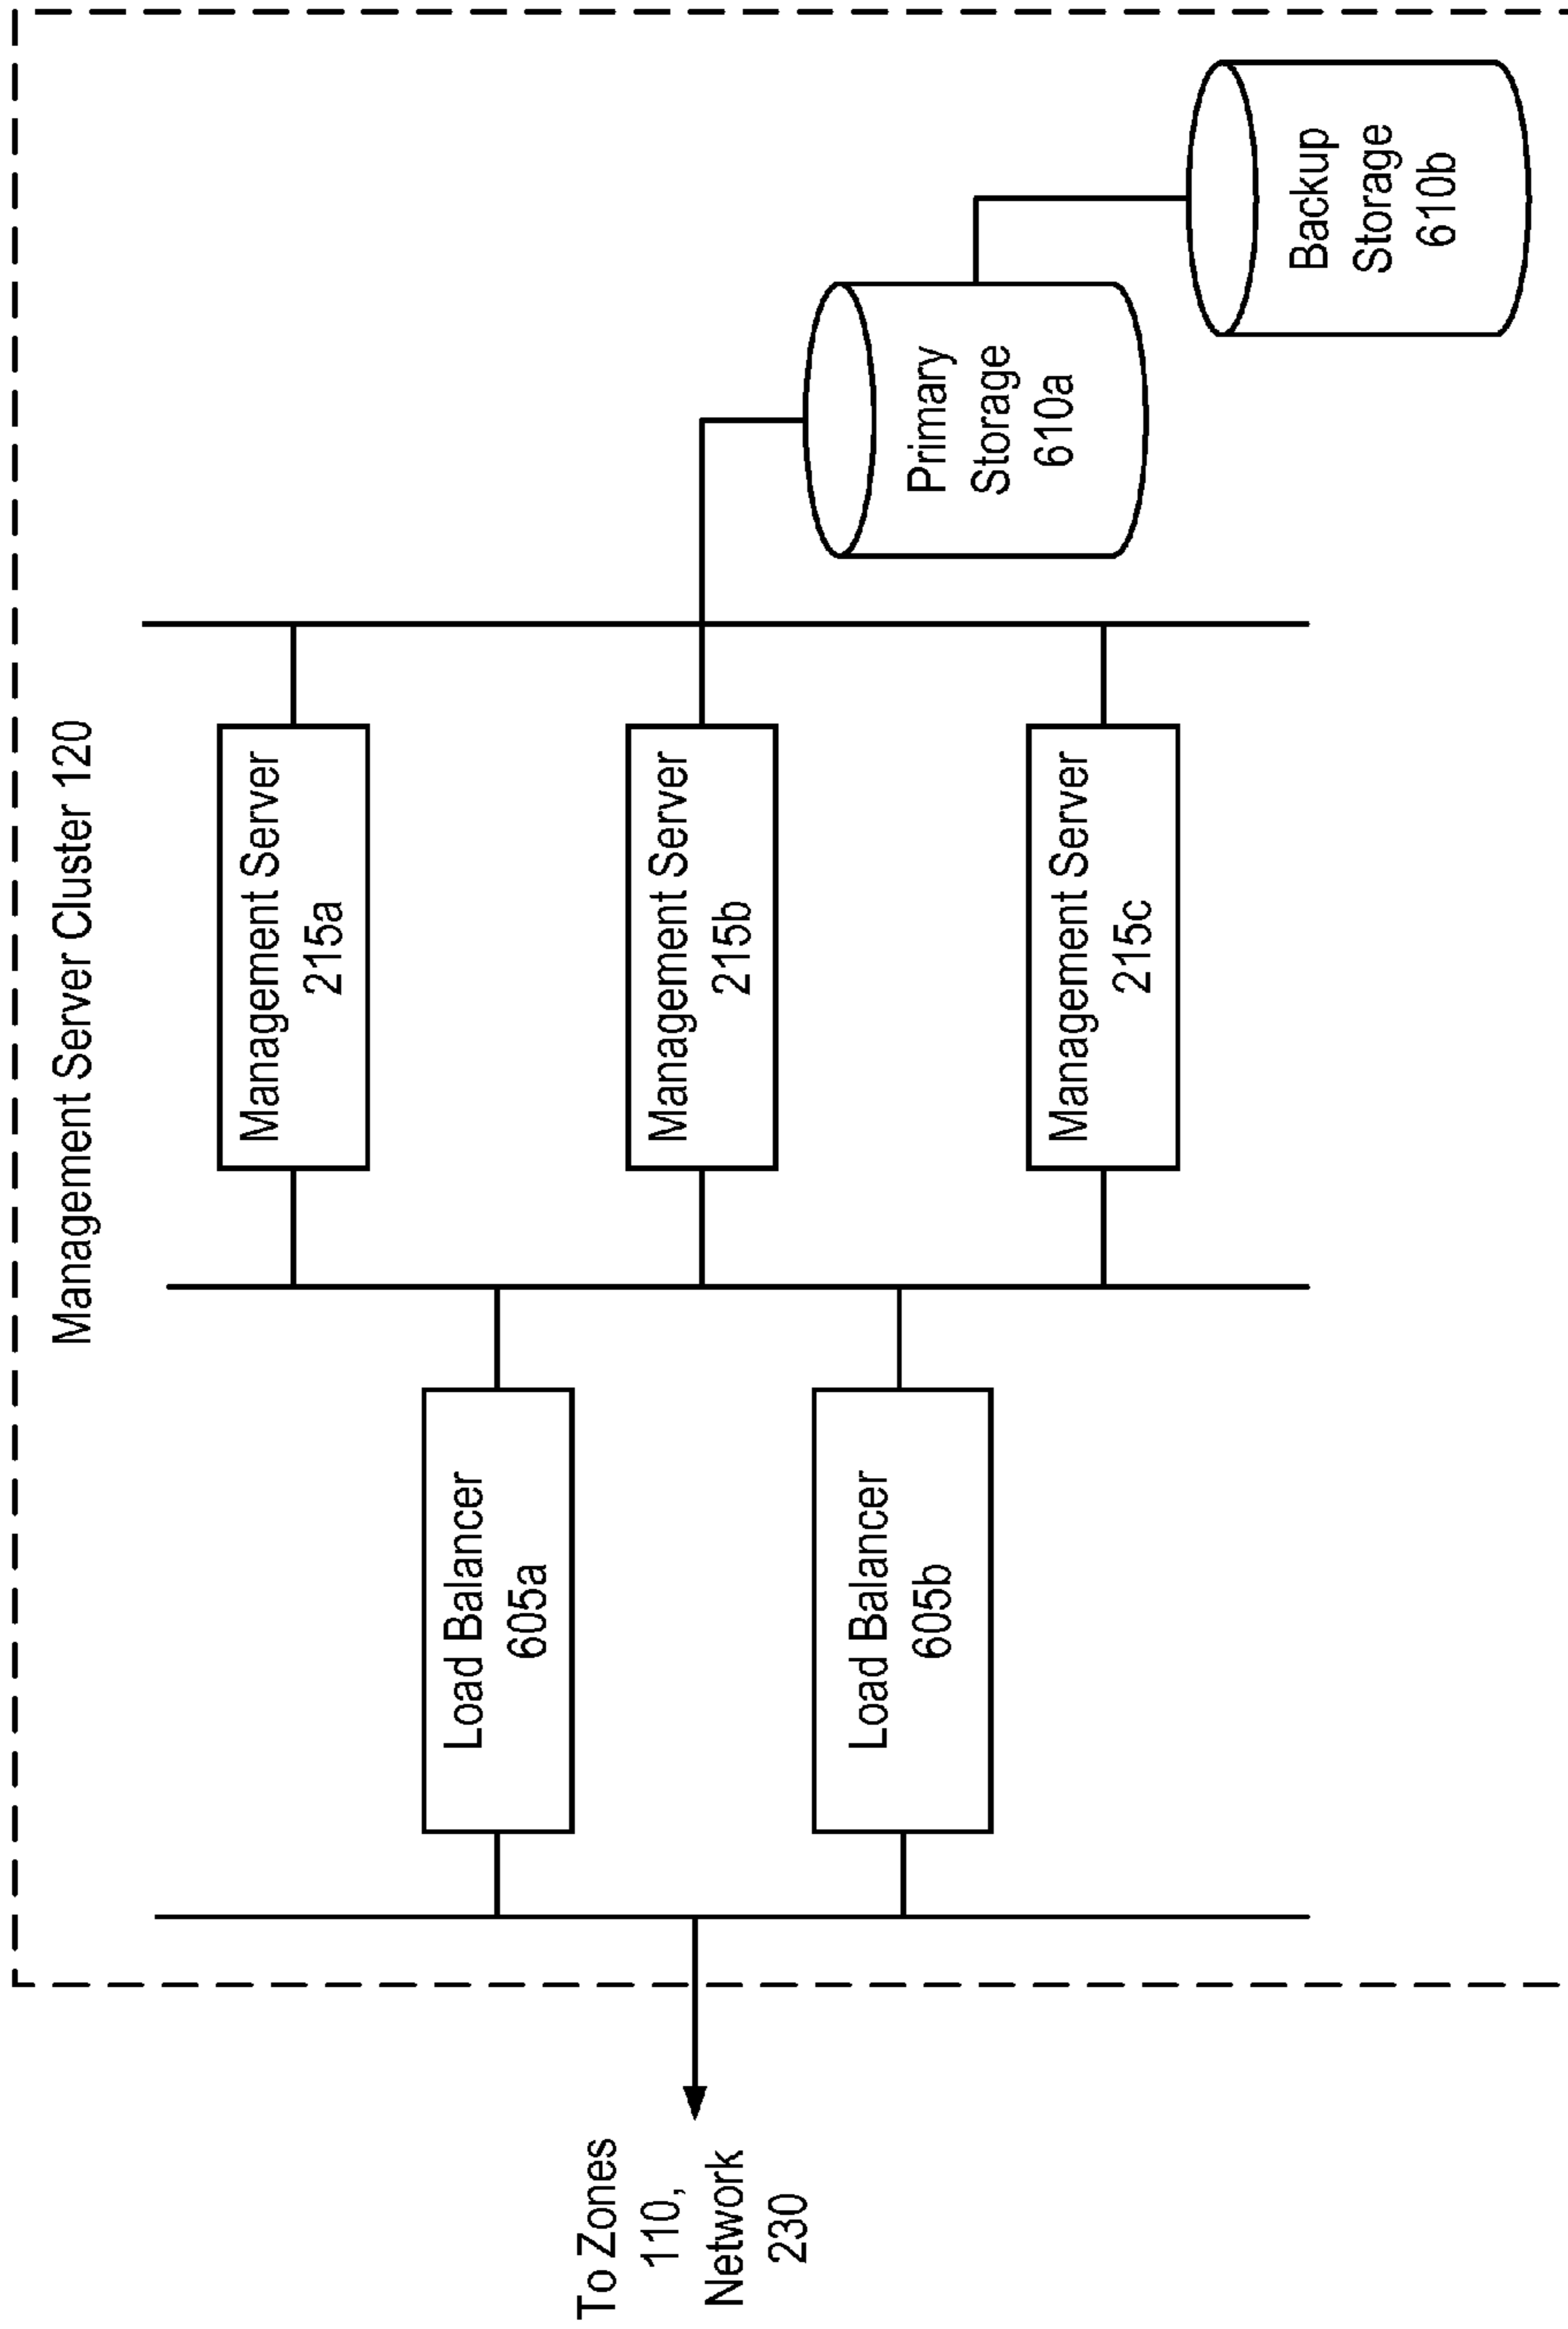 Management Server Cluster 120
To Zones
110,
Network
230
Load Balancer
605a
Load Balancer
605b
Management Server
215a
Management Server
215b
Management Server
215c
Primary
Storage
610a
Backup
Storage
610b